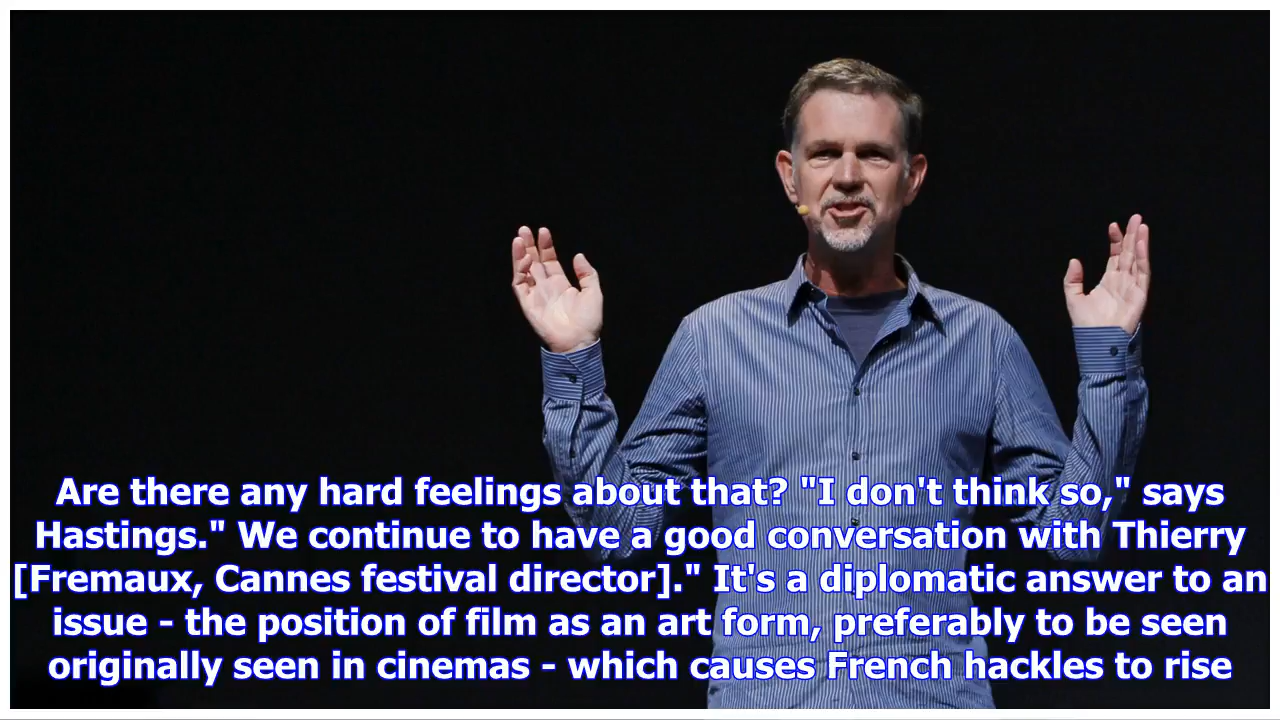 Are there any hard feelings about that? "I don't think so," says
Hastings." We continue to have a good conversation with Thierry
[Fremaux, Cannes festival director]." It's a diplomatic answer to an
issue - the position of film as an art form, preferably to be seen
originally seen in cinemas - which causes French hackles to rise